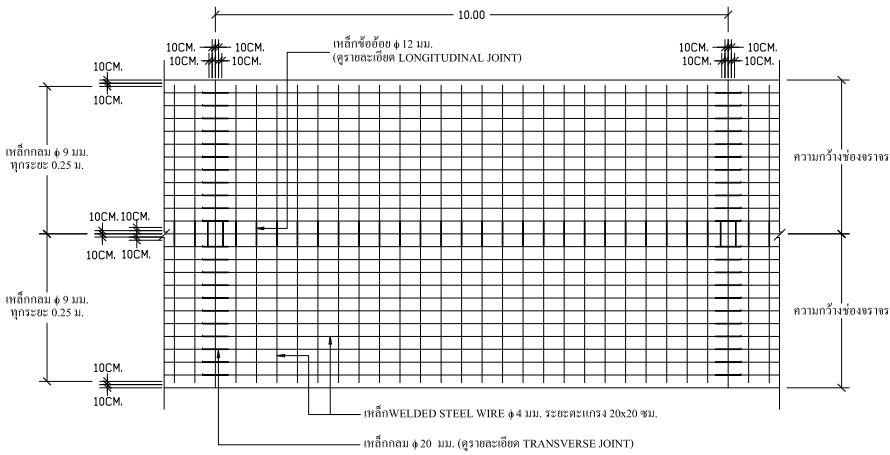 10.00
10CM. 10CM.
10CM. 10CM.
10CM. 10CM.
10CM. 10CM.
เหล็กข้ออ้อย ϕ 12 มม.
(ดูรายละเอียด LONGITUDINAL JOINT)
10CM.
10CM.
เหล็กกลม ϕ 9 มม.
ทุกระยะ 0.25 ม.
ความกว้างช่องจราจร
10CM. 10CM.
10CM. 10CM.
เหล็กกลม ϕ 9 มม.
ทุกระยะ 0.25 ม.
ความกว้างช่องจราจร
10CM.
10CM.
เหล็กWELDED STEEL WIRE ϕ 4 มม. ระยะตะแกรง 20x20 ซม.
เหล็กกลม ϕ 20 มม. (ดูรายละเอียด TRANSVERSE JOINT)